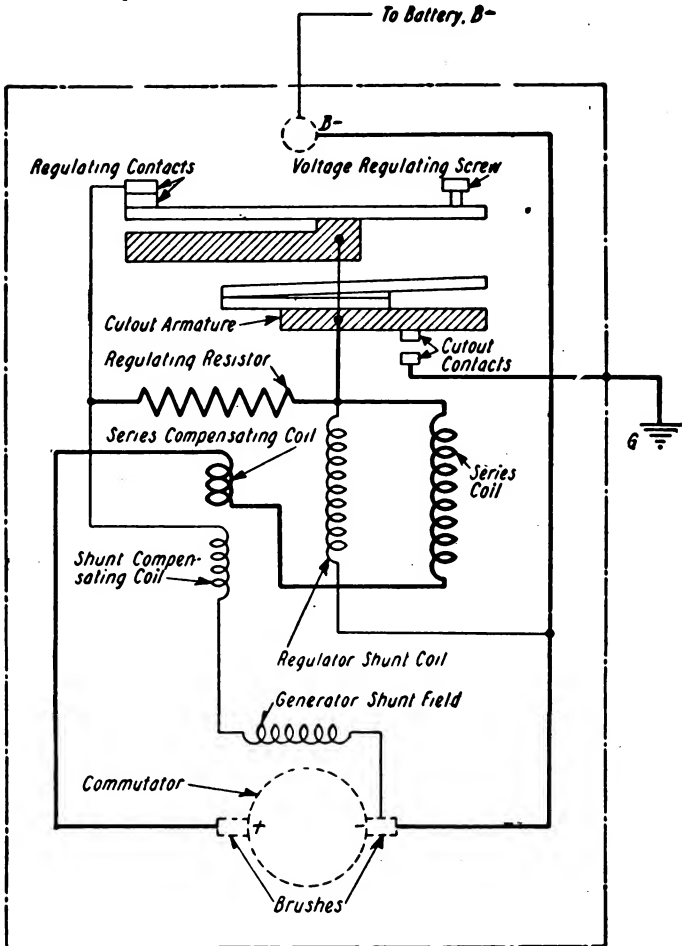 To Battery, B-
B-
Regulating Contacts
Voltage Regulating Screw
Cutout Armature
Cutout
Contacts
Regulating Resistor
Series Compensating Coil
G
Series
Coil
Shunt Compen-
sating Coil
Regulator Shunt Coil
Generator Shunt Field
Commutator
+
-
Brushes